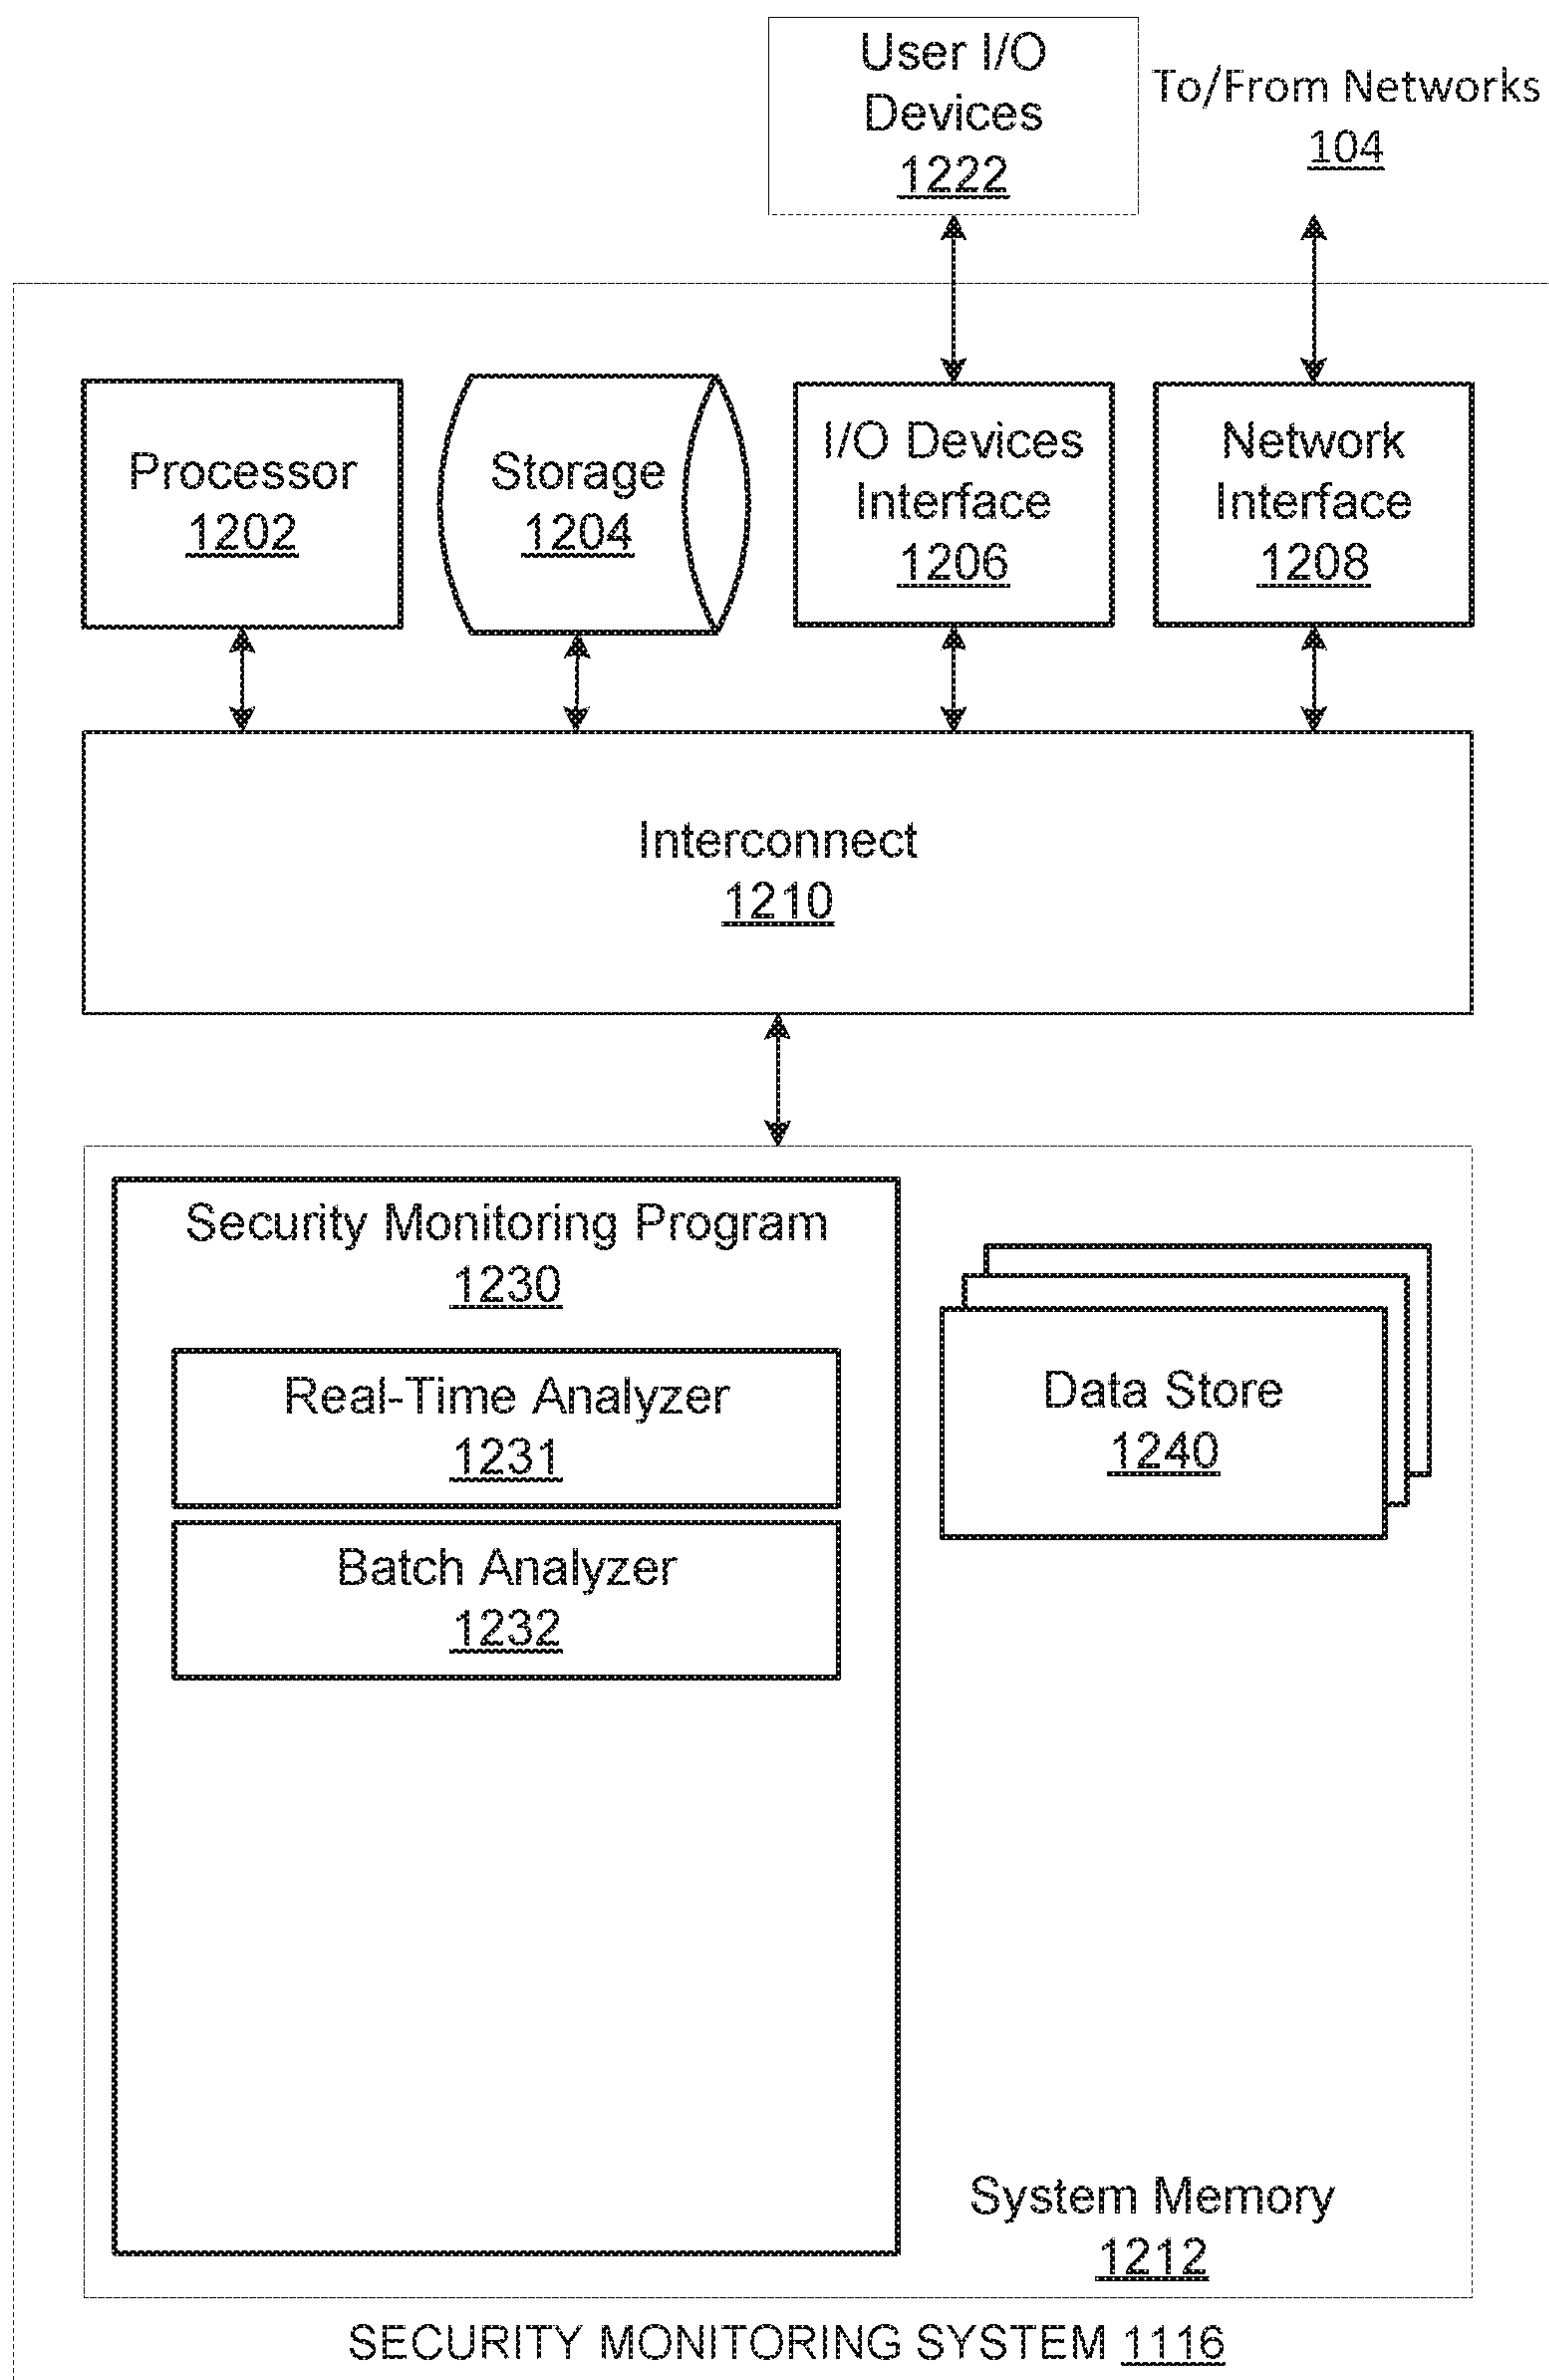 User I/O
Devices
1222
To/From Networks
104
Processor
1202
Storage
1204
I/O Devices
Interface
1206
Network
Interface
1208
Interconnect
1210
Security Monitoring Program
1230
Real-Time Analyzer
1231
Batch Analyzer
1232
Data Store
1240
System Memory
1212
SECURITY MONITORING SYSTEM 1116